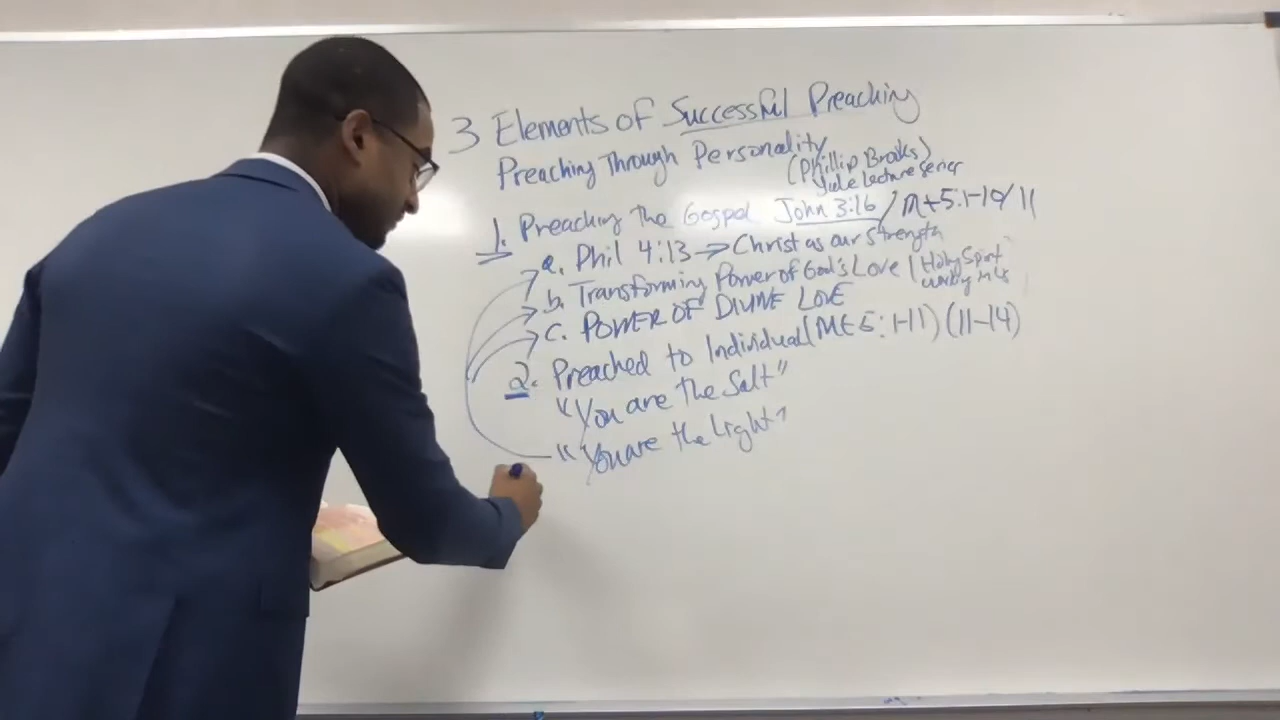 3 Elements of Successful Preaching
Preaching Through Personality
(Phillip Brooks)
Yale Lecture series
1. Preaching The Gospel John 3:16 / Mt 5:1-10/11
a. Phil 4:13 → Christ as our strength
b. Transforming Power of God's Love / Holy Spirit
c. POWER OF DIVINE LOVE
2. Preached to Individual (Mt 5:1-11) (11-14)
"You are the Salt"
"You are the Light"